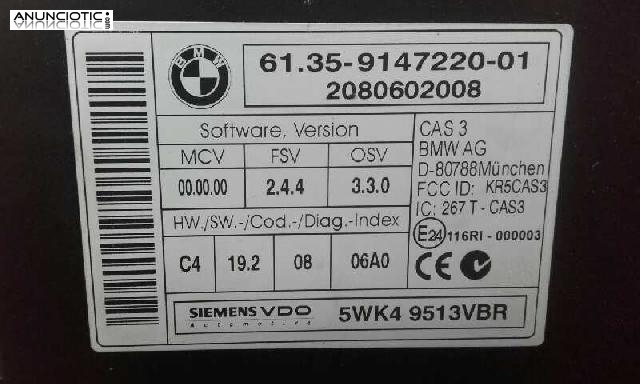 ANUNCIOTIC.es
BMW
61.35-9147220-01
2080602008
Software, Version
MCV FSV OSV
00.00.00 2.4.4 3.3.0
HW./SW.-/Cod.-/Diag.-Index
C4 19.2 08 06A0
CAS 3
BMW AG
D-80788München
FCC ID: KR5CAS3
IC: 267 T - CAS3
E24 116RI - 000003
CE N
SIEMENS VDO
Automotive
5WK4 9513VBR